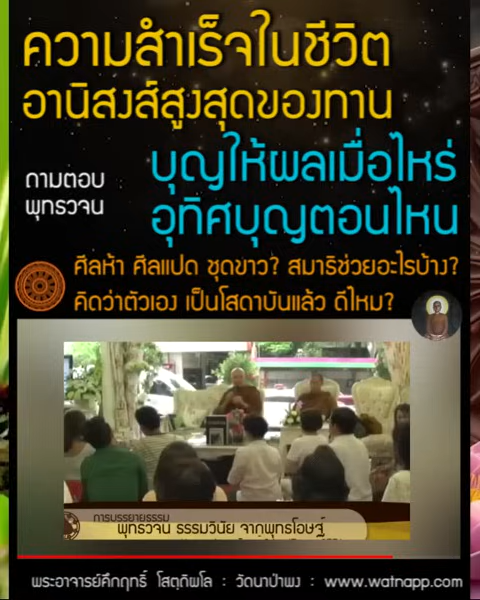 ความสำเร็จในชีวิต
อานิสงส์สูงสุดของทาน
ถามตอบ
พุทธวจน
บุญให้ผลเมื่อไหร่
อุทิศบุญตอนไหน
ศีลห้า ศีลแปด ชุดขาว? สมาธิช่วยอะไรบ้าง?
คิดว่าตัวเอง เป็นโสดาบันแล้ว ดีไหม?
การบรรยายธรรม
พุทธวจน ธรรมวินัย จากพุทธโอษฐ์
พระอาจารย์คึกฤทธิ์ โสตฺถิผโล : วัดนาป่าพง : www.watnapp.com